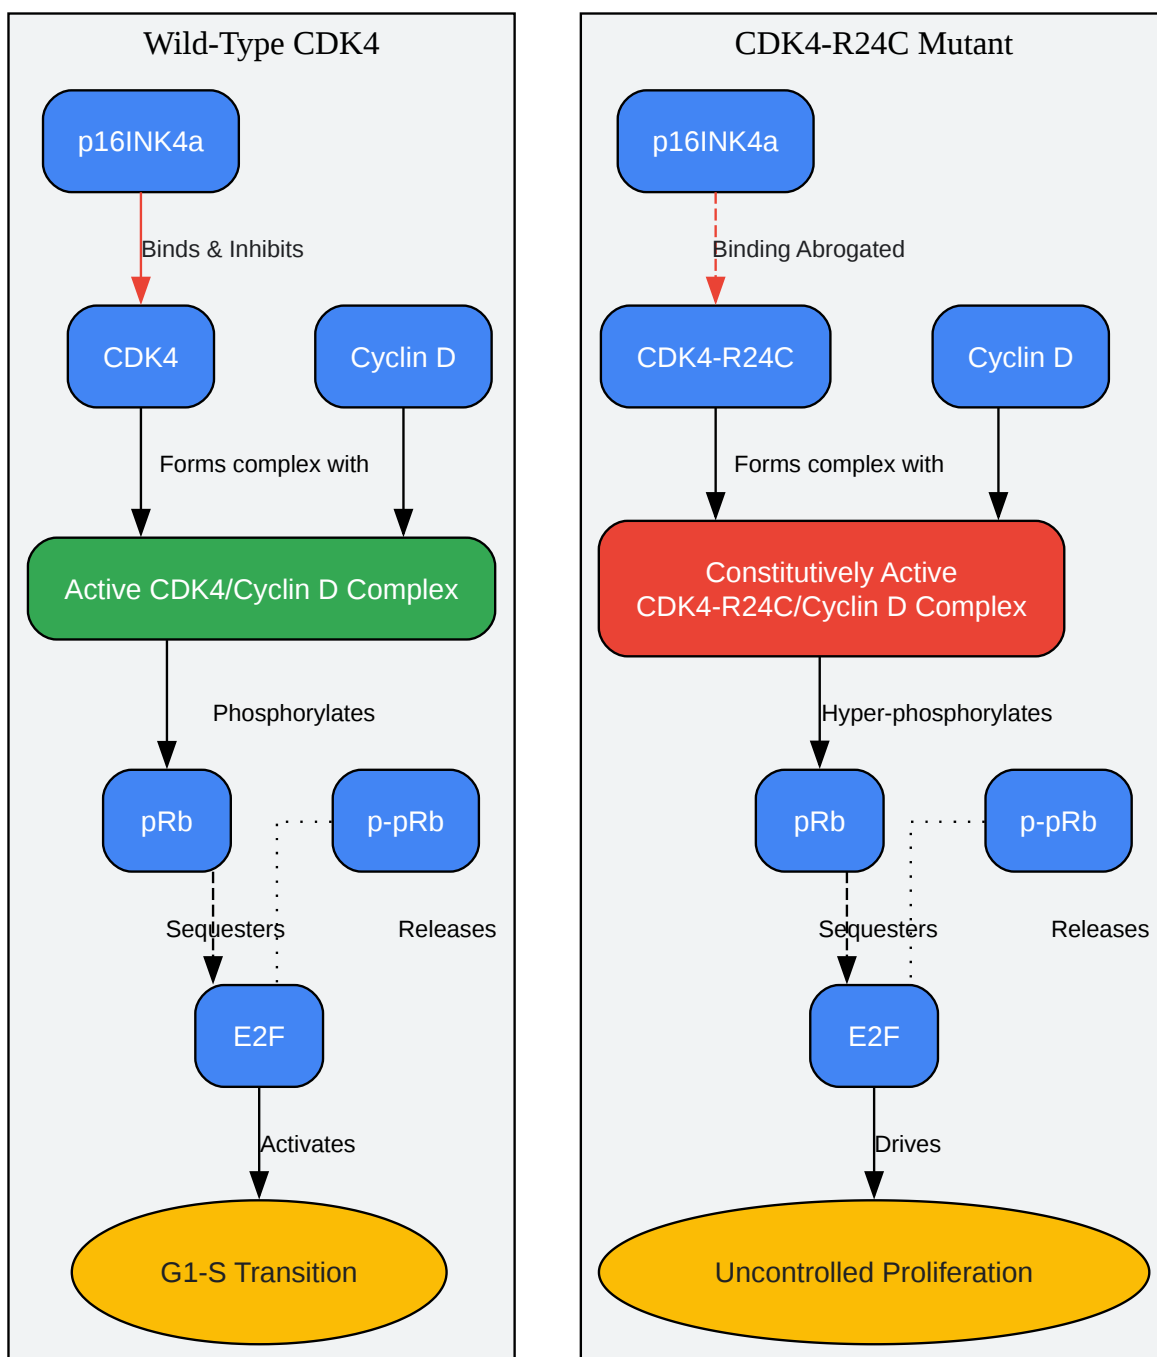 Wild-Type CDK4
p16INK4a
Binds & Inhibits
CDK4
Cyclin D
Forms complex with
Active CDK4/Cyclin D Complex
Phosphorylates
pRb
p-pRb
Sequesters
Releases
E2F
Activates
G1-S Transition
CDK4-R24C Mutant
p16INK4a
Binding Abrogated
CDK4-R24C
Cyclin D
Forms complex with
Constitutively Active
CDK4-R24C/Cyclin D Complex
Hyper-phosphorylates
pRb
p-pRb
Sequesters
Releases
E2F
Drives
Uncontrolled Proliferation